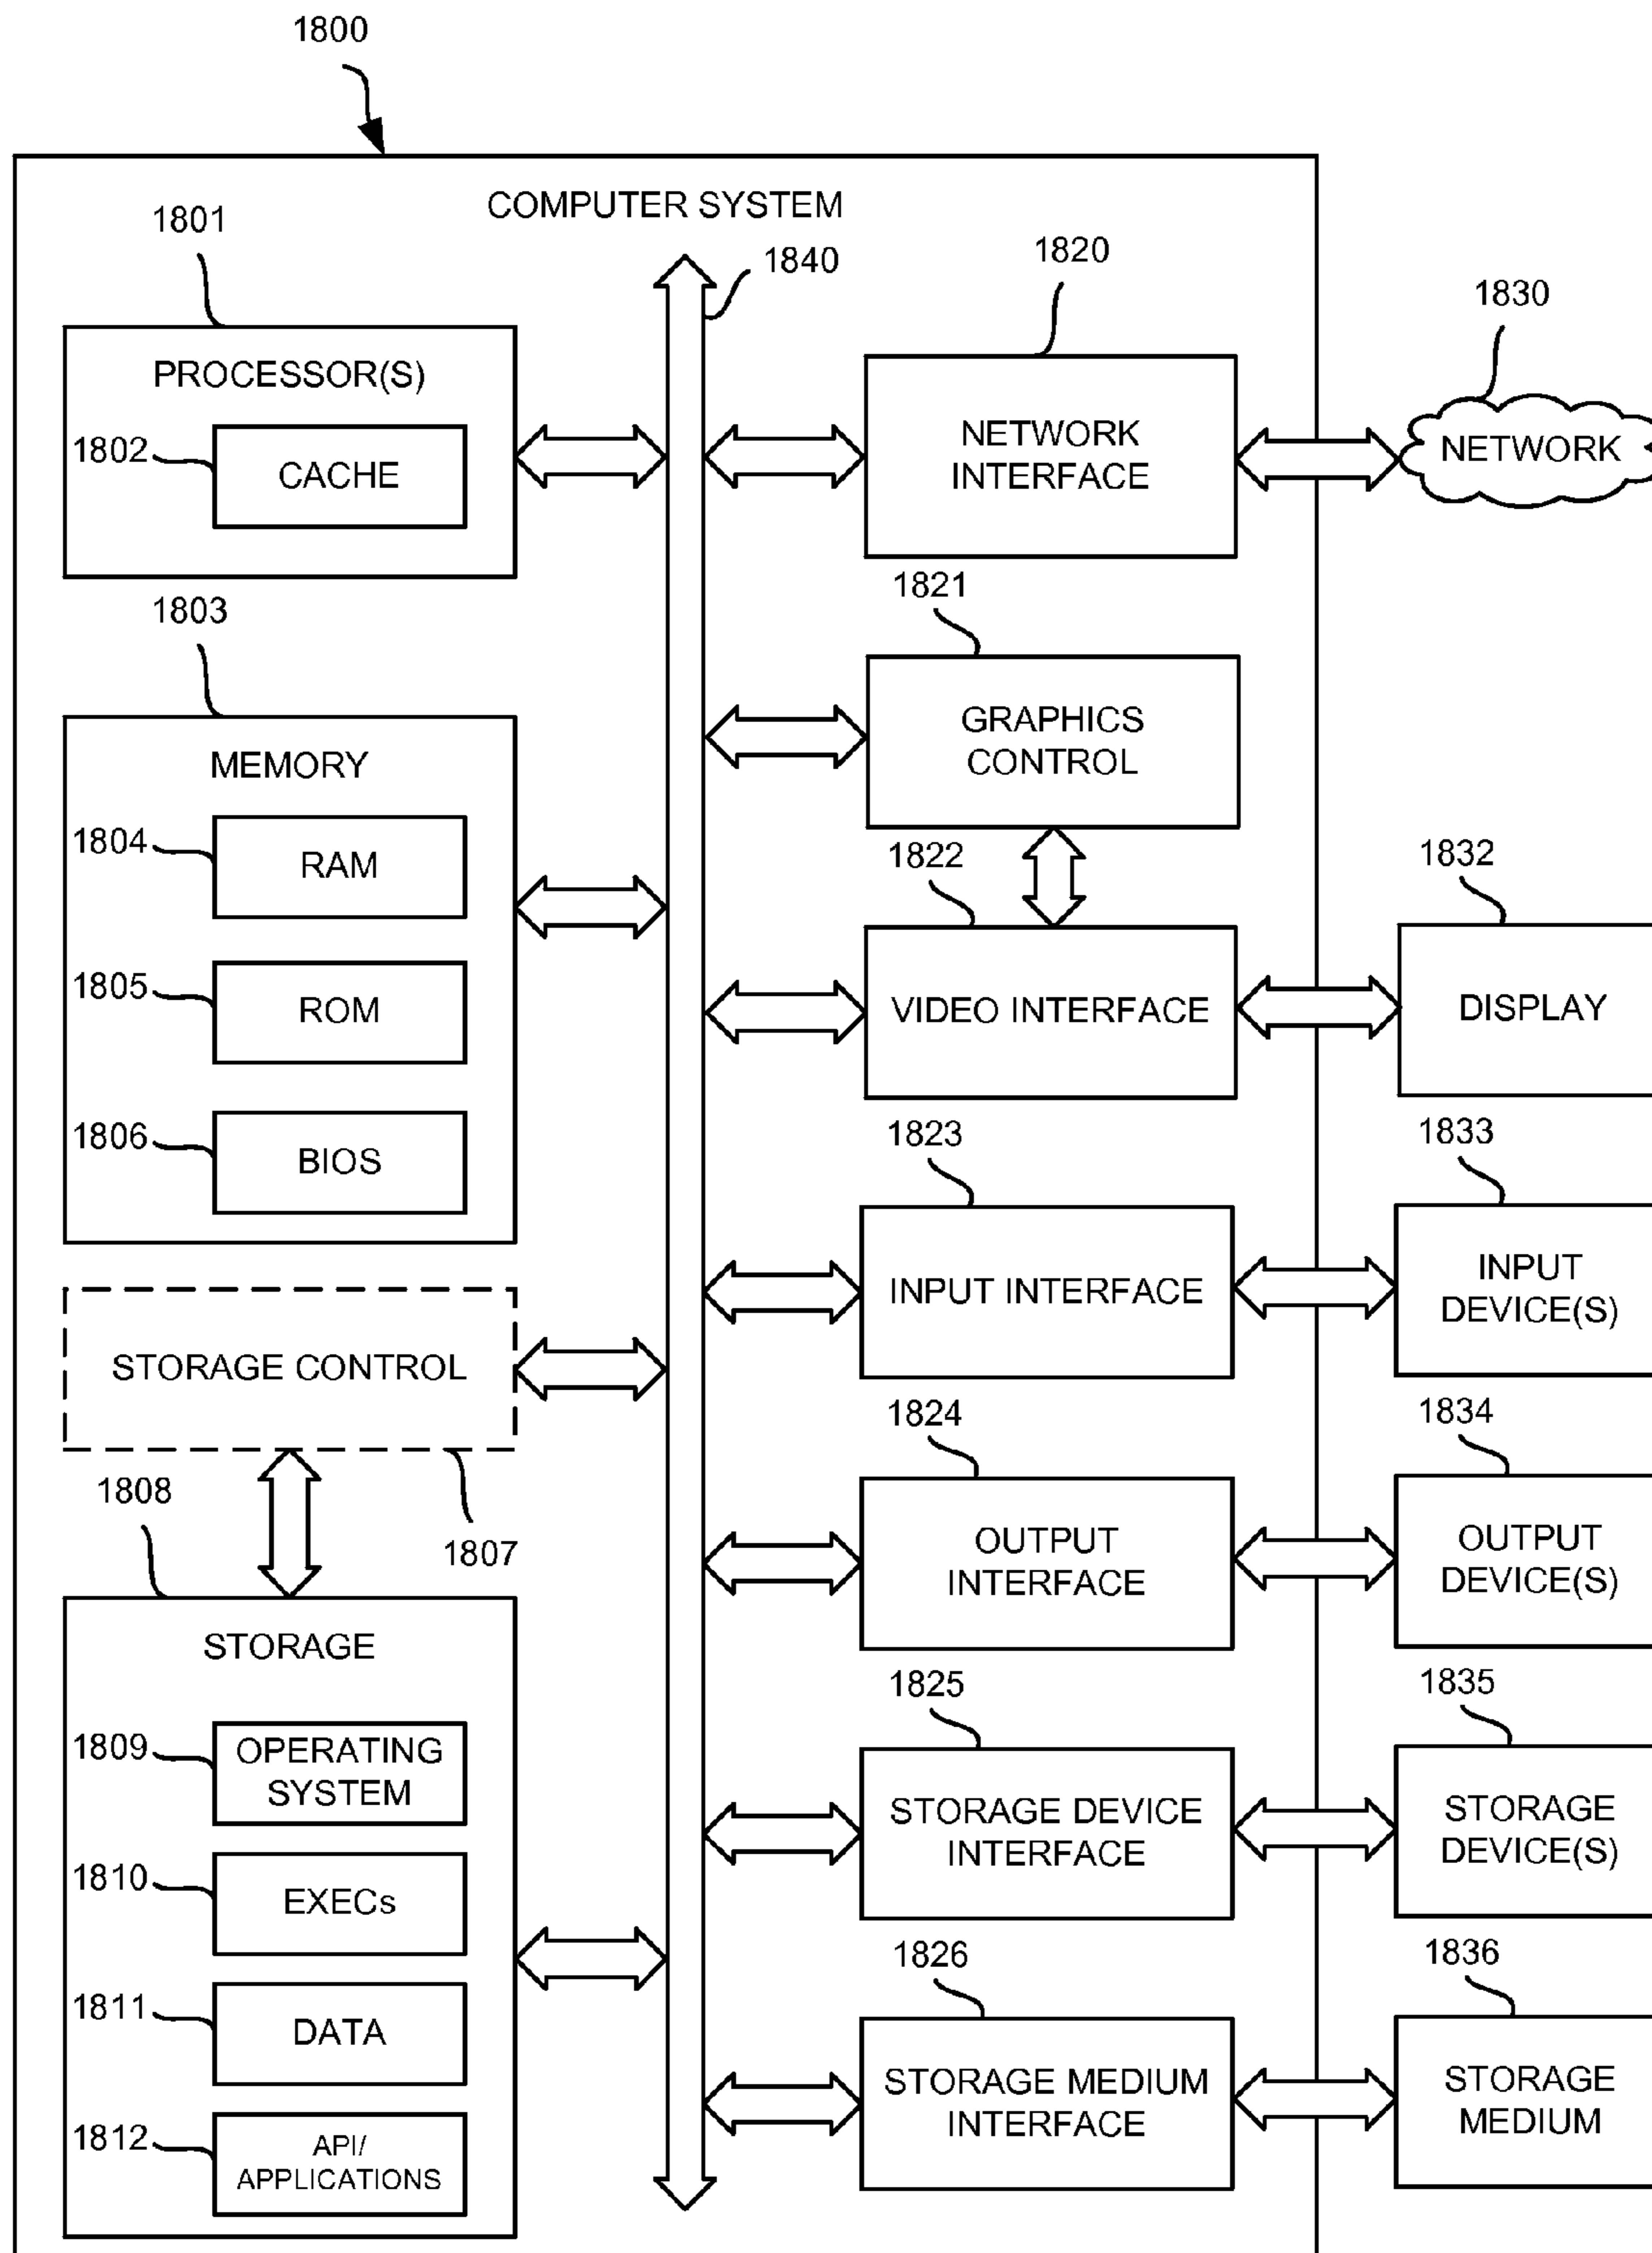 1800
COMPUTER SYSTEM
1801
1840
1820
1830
PROCESSOR(S)
1802
CACHE
NETWORK
INTERFACE
NETWORK
1803
1821
MEMORY
GRAPHICS
CONTROL
1804
RAM
1822
1832
1805
ROM
VIDEO INTERFACE
DISPLAY
1806
BIOS
1823
1833
INPUT INTERFACE
INPUT
DEVICE(S)
STORAGE CONTROL
1807
1824
1834
OUTPUT
INTERFACE
OUTPUT
DEVICE(S)
1808
STORAGE
1825
1835
1809
OPERATING
SYSTEM
STORAGE DEVICE
INTERFACE
STORAGE
DEVICE(S)
1810
EXECs
1826
1836
1811
DATA
STORAGE MEDIUM
INTERFACE
STORAGE
MEDIUM
1812
API/
APPLICATIONS